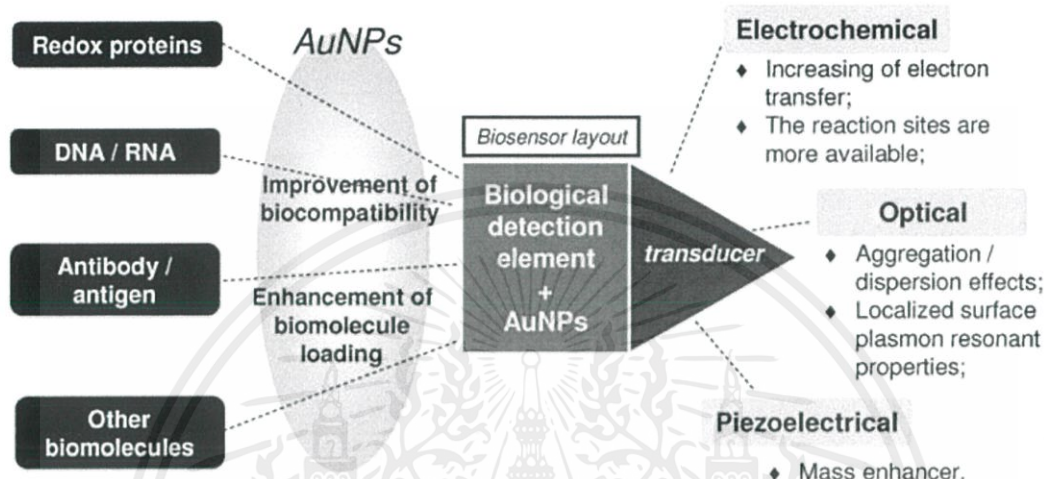 Redox proteins
DNA / RNA
Antibody /
antigen
Other
biomolecules
AuNPs
Improvement of
biocompatibility
Enhancement of
biomolecule
loading
Biosensor layout
Biological
detection
element
+
AuNPs
transducer
Electrochemical
♦ Increasing of electron
transfer;
♦ The reaction sites are
more available;
Optical
♦ Aggregation /
dispersion effects;
♦ Localized surface
plasmon resonant
properties;
Piezoelectrical
♦ Mass enhancer.